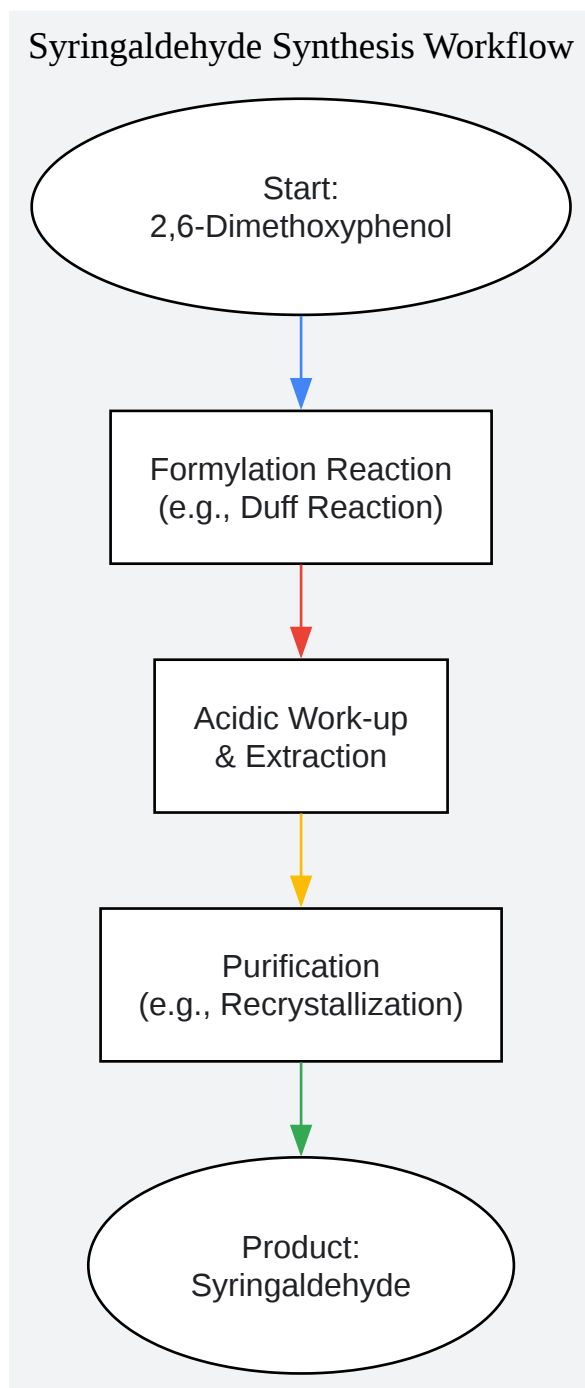 Syringaldehyde Synthesis Workflow
Start:
2,6-Dimethoxyphenol
Formylation Reaction
(e.g., Duff Reaction)
Acidic Work-up
& Extraction
Purification
(e.g., Recrystallization)
Product:
Syringaldehyde